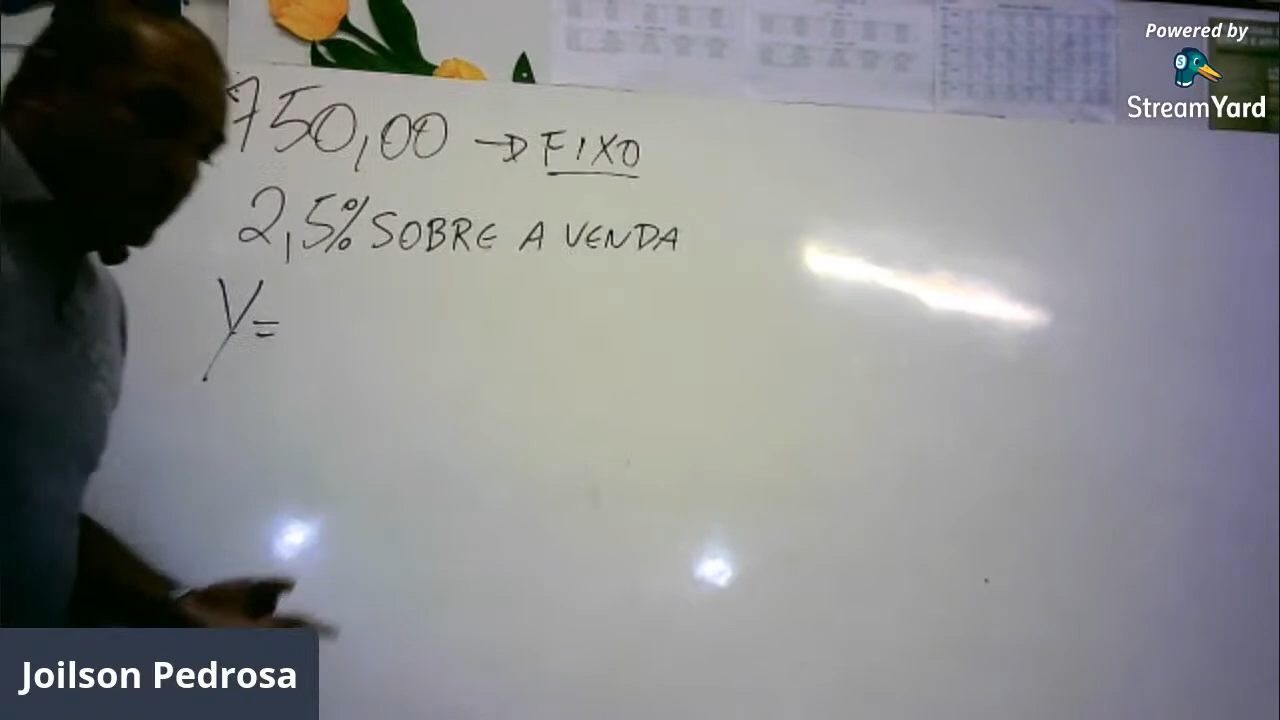 Powered by
StreamYard
750,00 → FIXO
2,5% SOBRE A VENDA
Y=
Joilson Pedrosa